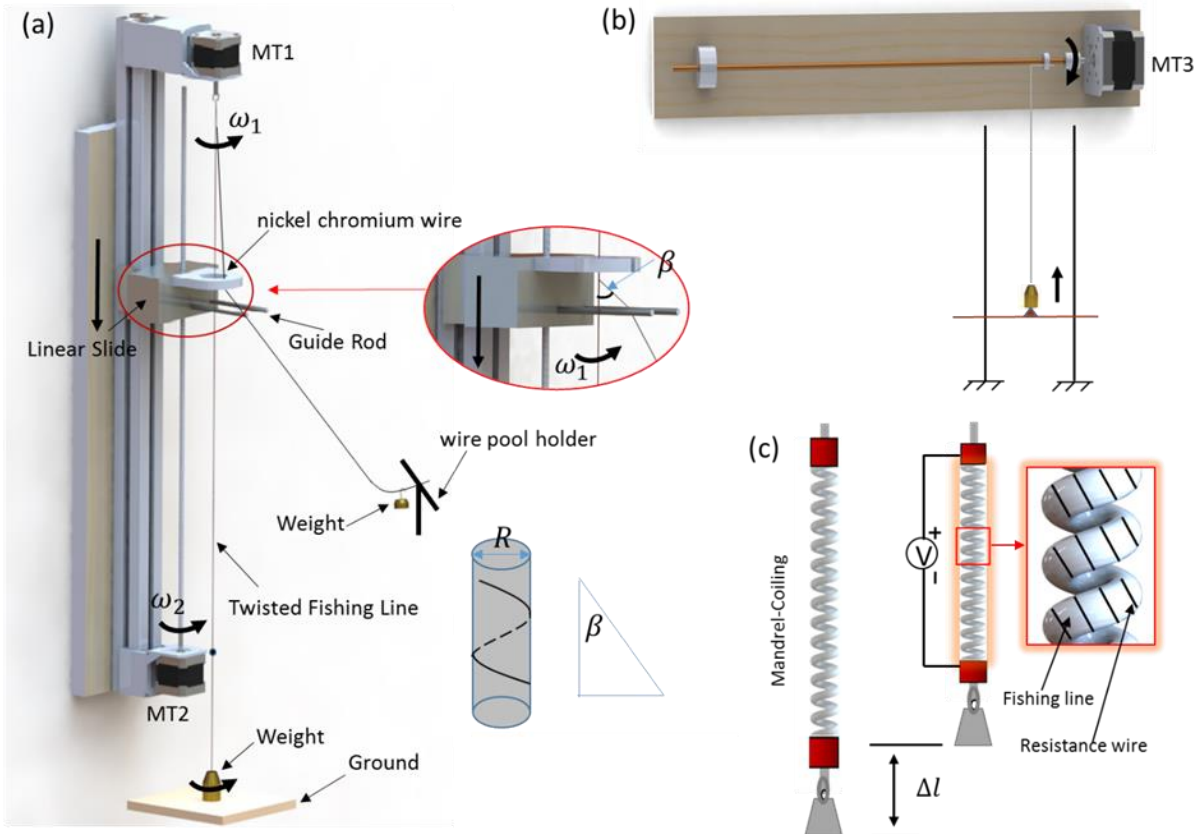 (a)
MT1
ω₁
nickel chromium wire
Linear Slide
Guide Rod
β
ω₁
wire pool holder
Weight
R
β
ω₂
Twisted Fishing Line
MT2
Weight
Ground
(b)
MT3
(c)
Mandrel-Coiling
V
+
-
Fishing line
Resistance wire
Δl